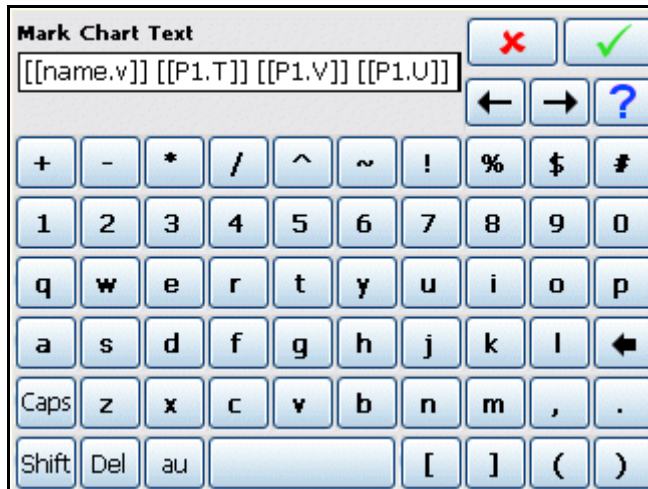 Mark Chart Text
[[name.v]] [[P1.T]] [[P1.V]] [[P1.U]]
?
+ - * / ^ ~ ! % $ #
1 2 3 4 5 6 7 8 9 0
q w e r t y u i o p
a s d f g h j k l
Caps z x c v b n m , .
Shift Del au [ ] ( )